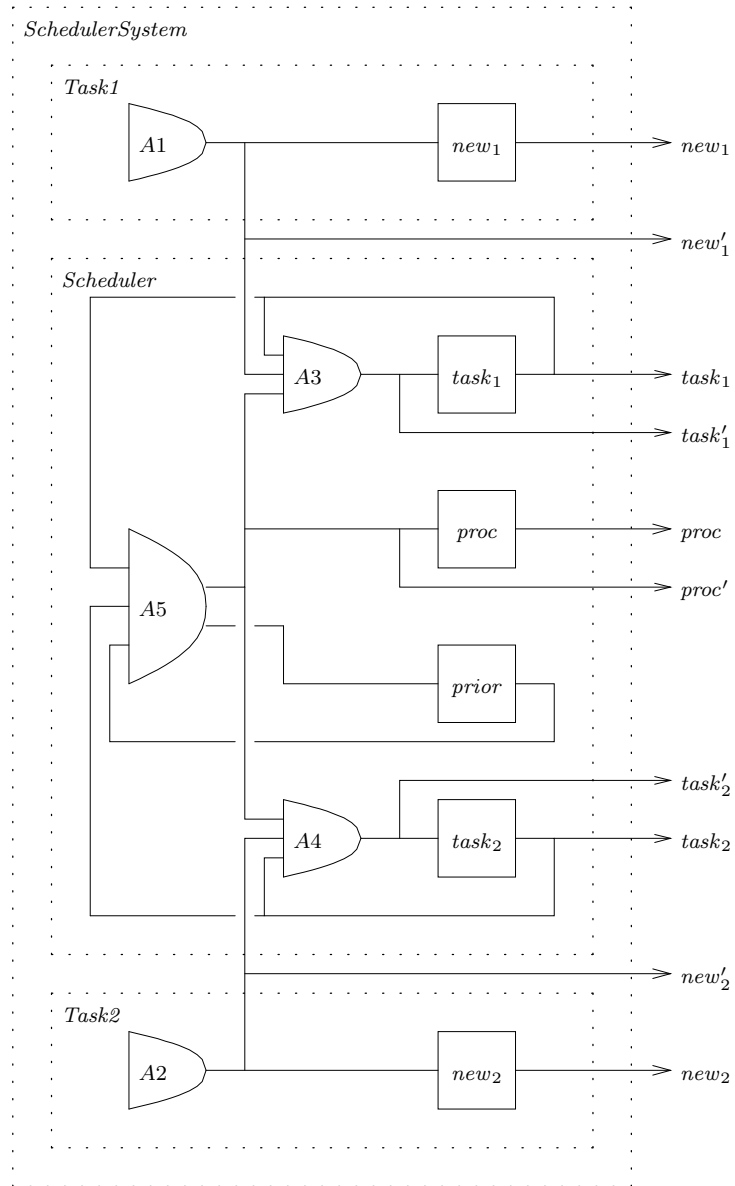 SchedulerSystem
Task1
A1
new₁
new₁
new′₁
Scheduler
A3
task₁
task₁
task′₁
proc
proc
A5
proc′
prior
task′₂
A4
task₂
task₂
new′₂
Task2
A2
new₂
new₂